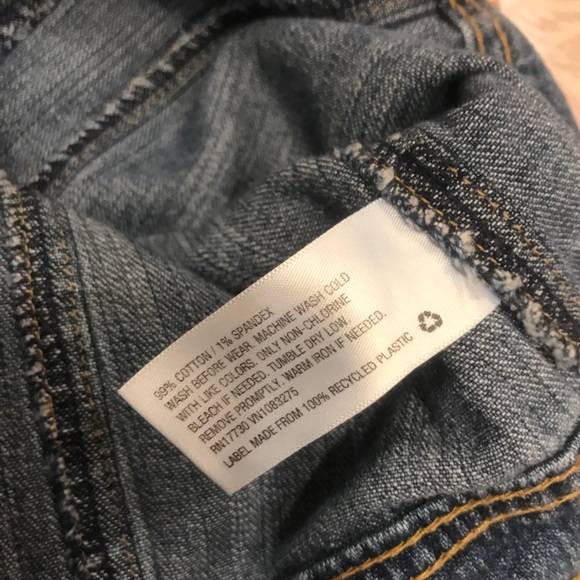 99% COTTON / 1% SPANDEX
WASH BEFORE WEAR. MACHINE WASH COLD
WITH LIKE COLORS. ONLY NON-CHLORINE
BLEACH IF NEEDED. TUMBLE DRY LOW.
REMOVE PROMPTLY. WARM IRON IF NEEDED.
RN17730 VN1083275
LABEL MADE FROM 100% RECYCLED PLASTIC